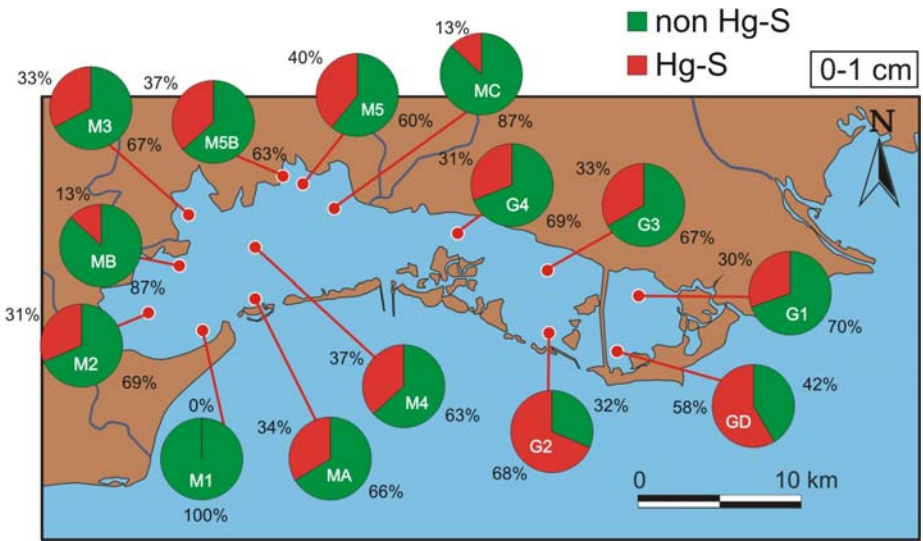 non Hg-S
Hg-S
0-1 cm
N
33%
M3
67%
37%
M5B
63%
40%
M5
60%
13%
MC
87%
31%
G4
69%
33%
G3
67%
13%
MB
87%
30%
G1
70%
31%
M2
69%
0%
M1
100%
34%
MA
66%
37%
M4
63%
32%
G2
68%
42%
58%
GD
0
10 km